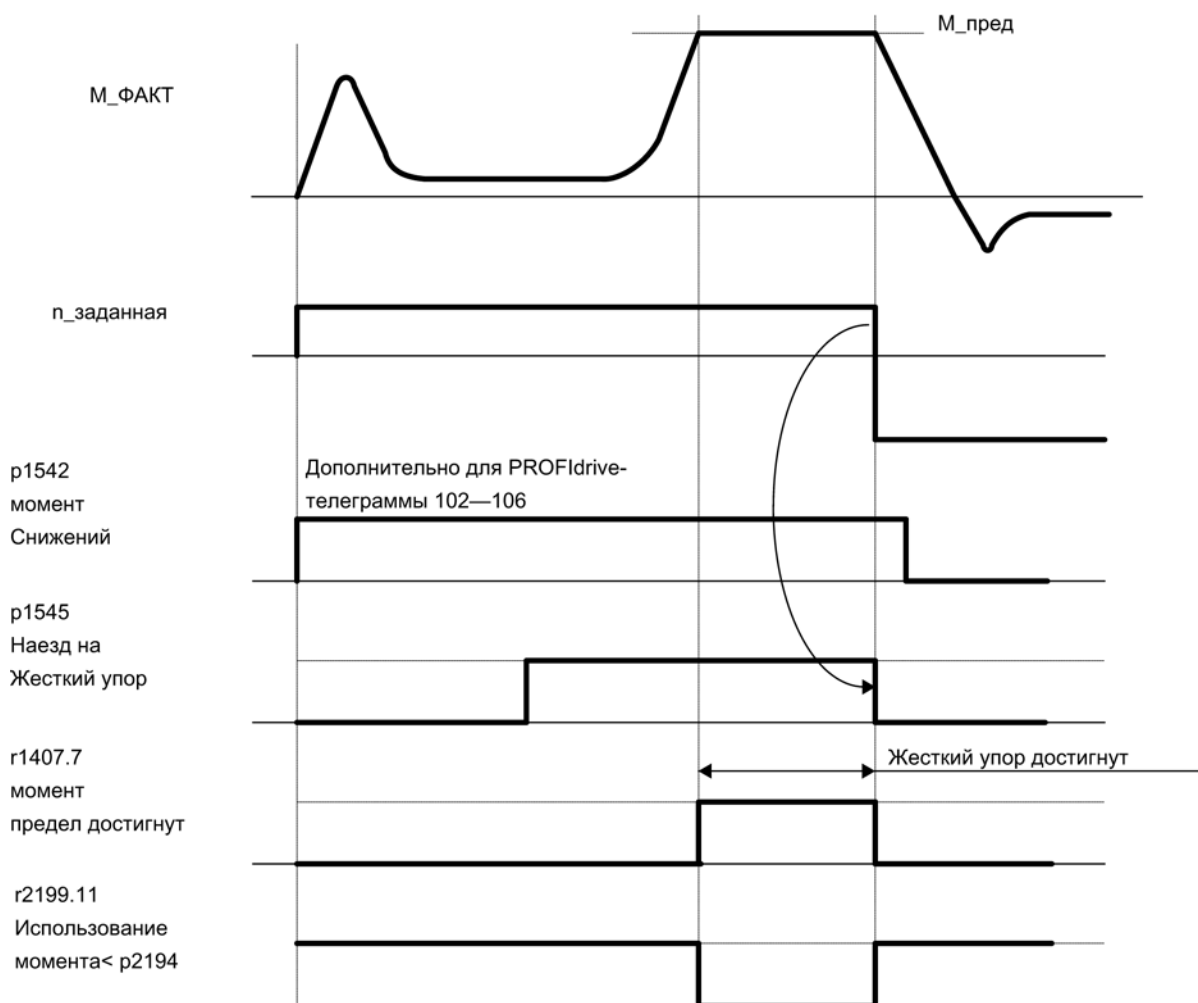 М_пред
М_ФАКТ
n_заданная
p1542
момент
Снижений
Дополнительно для PROFIdrive-
телеграммы 102—106
p1545
Наезд на
Жесткий упор
r1407.7
момент
предел достигнут
Жесткий упор достигнут
r2199.11
Использование
момента< p2194